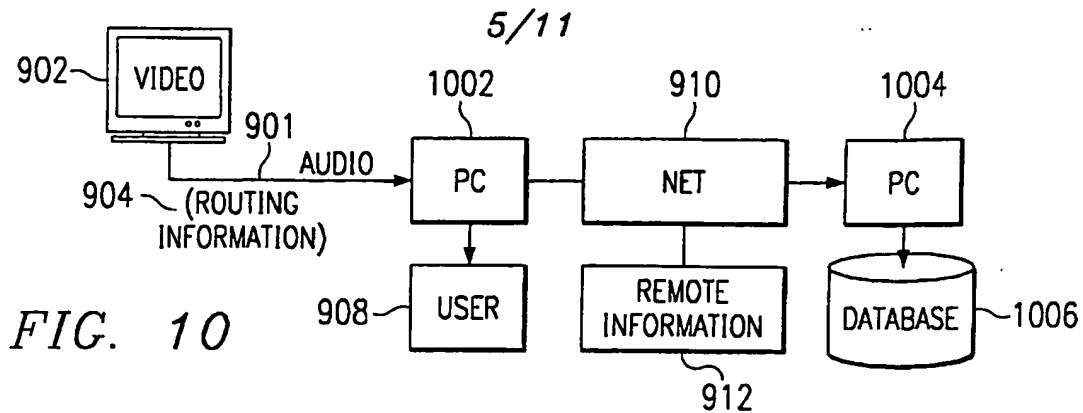 5/11
902
VIDEO
901
AUDIO
904
(ROUTING
INFORMATION)
1002
PC
910
NET
1004
PC
908
USER
REMOTE
INFORMATION
912
DATABASE
1006
FIG. 10